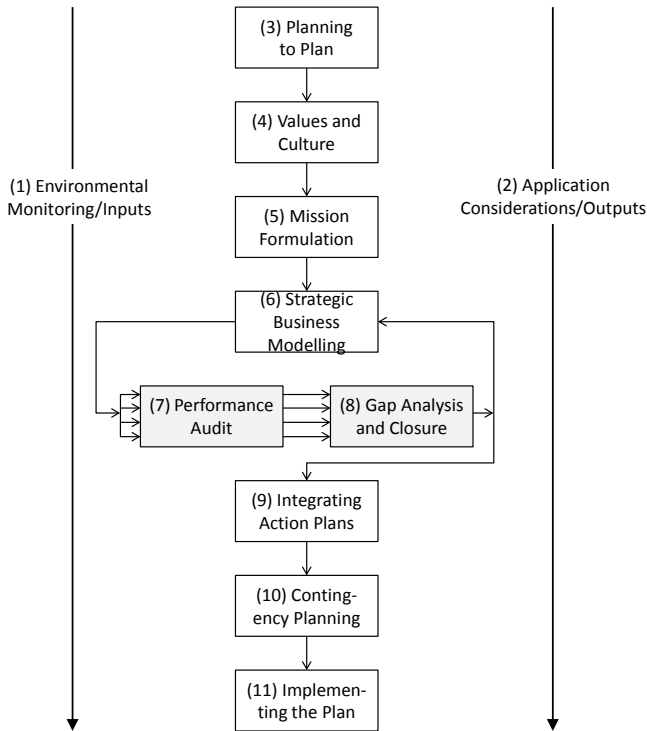 (3) Planning
to Plan
(4) Values and
Culture
(1) Environmental
Monitoring/Inputs
(2) Application
Considerations/Outputs
(5) Mission
Formulation
(6) Strategic
Business
Modelling
(7) Performance
Audit
(8) Gap Analysis
and Closure
(9) Integrating
Action Plans
(10) Conting-
ency Planning
(11) Implemen-
ting the Plan